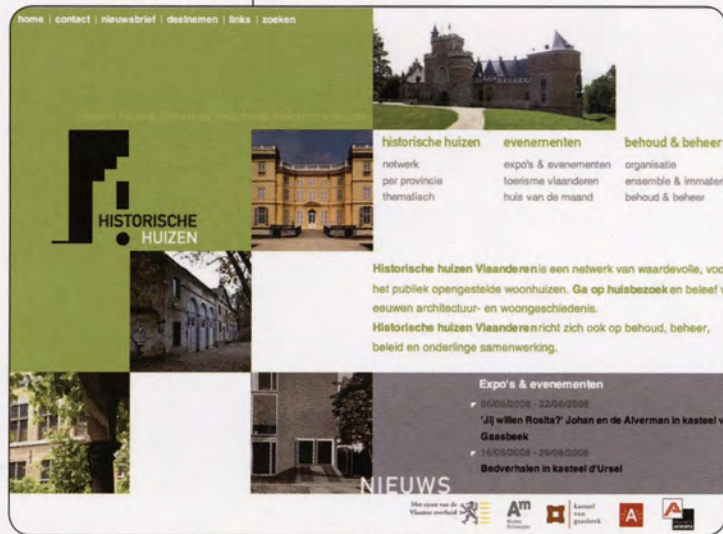 home | contact | nieuwsbrief | deelnemen | links | zoeken
historische huizen
netwerk
per provincie
thematisch
evenementen
expo's & evenementen
toerisme vlaanderen
huis van de maand
behoud & beheer
organisatie
ensemble & immater
behoud & beheer
HISTORISCHE
HUIZEN
Historische huizen Vlaanderen is een netwerk van waardevolle, voo
het publiek opengestelde woonhuizen. Ga op huisbezoek en beleef v
eeuwen architectuur- en woongeschiedenis.
Historische huizen Vlaanderen richt zich ook op behoud, beheer,
beleid en onderlinge samenwerking.
Expo's & evenementen
06/05/2008 - 22/06/2008
'Jij willen Rosita?' Johan en de Alverman in kasteel v
Gaasbeek
16/05/2008 - 29/06/2008
Bedverhalen in kasteel d'Ursel
NIEUWS
Met steun van de
Vlaamse overheid
Am
Antwerpen
kasteel
van
gaasbeek
A
A